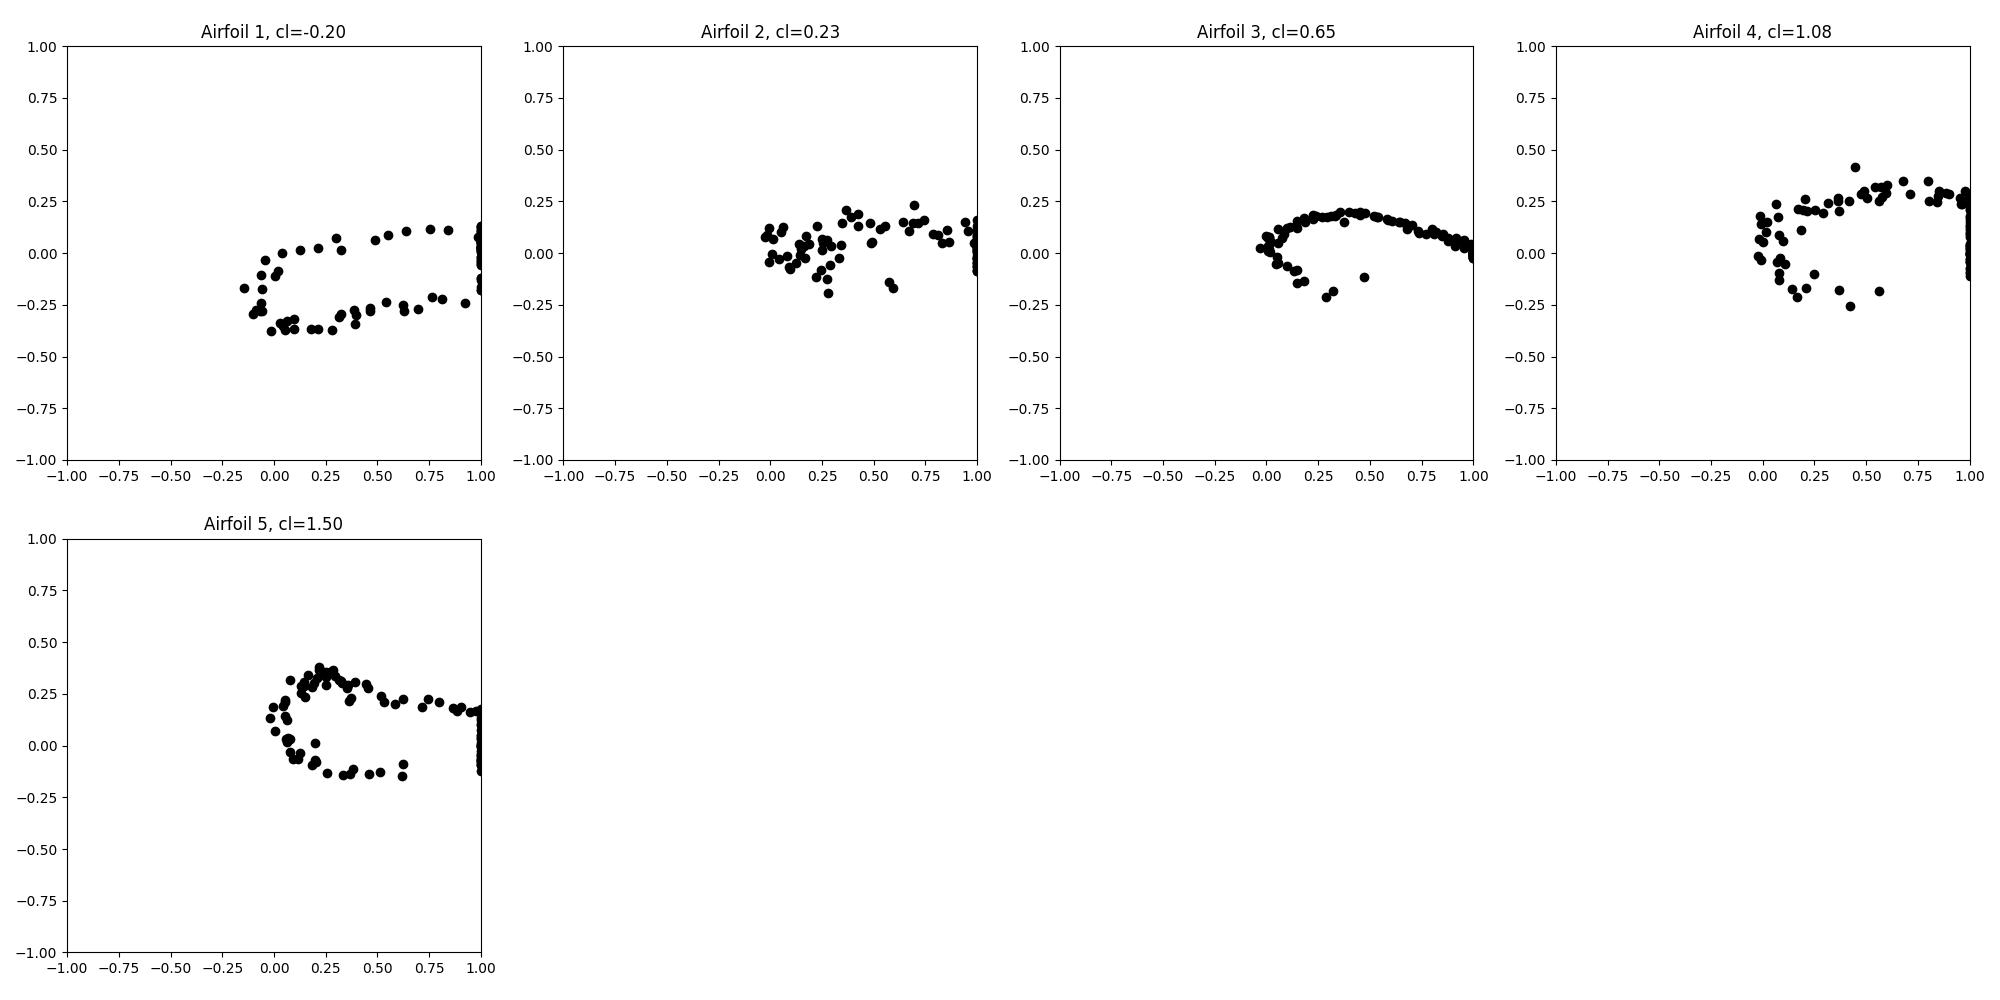 Airfoil 1, cl=-0.20
Airfoil 2, cl=0.23
Airfoil 3, cl=0.65
Airfoil 4, cl=1.08
1.00 1.00 1.00 1.00
0.75 0.75 0.75 0.75
0.50 0.50 0.50 0.50
0.25 0.25 0.25 0.25
0.00 0.00 0.00 0.00
−0.25 −0.25 −0.25 −0.25
−0.50 −0.50 −0.50 −0.50
−0.75 −0.75 −0.75 −0.75
−1.00 −1.00 −1.00 −1.00
−1.00 −0.75 −0.50 −0.25 0.00 0.25 0.50 0.75 1.00
−1.00 −0.75 −0.50 −0.25 0.00 0.25 0.50 0.75 1.00
−1.00 −0.75 −0.50 −0.25 0.00 0.25 0.50 0.75 1.00
−1.00 −0.75 −0.50 −0.25 0.00 0.25 0.50 0.75 1.00
Airfoil 5, cl=1.50
1.00
0.75
0.50
0.25
0.00
−0.25
−0.50
−0.75
−1.00
−1.00 −0.75 −0.50 −0.25 0.00 0.25 0.50 0.75 1.00